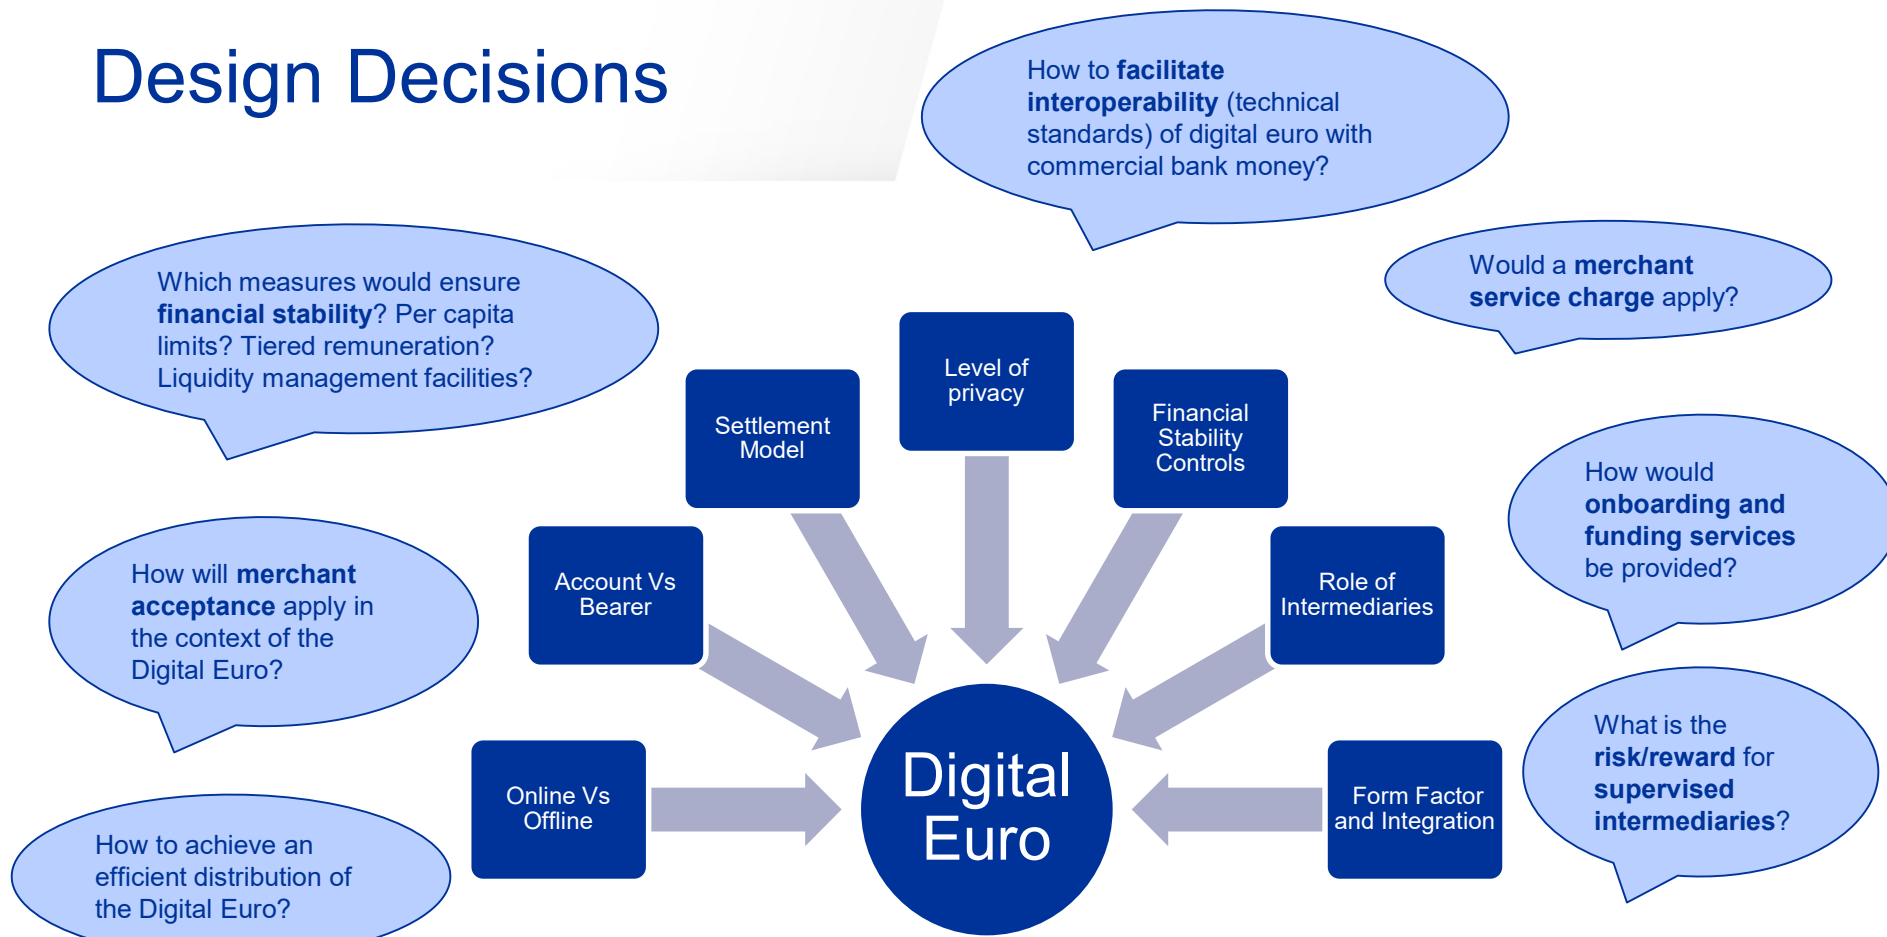 Design Decisions
How to facilitate
interoperability (technical
standards) of digital euro with
commercial bank money?
Which measures would ensure
financial stability? Per capita
limits? Tiered remuneration?
Liquidity management facilities?
Would a merchant
service charge apply?
Level of
privacy
Settlement
Model
Financial
Stability
Controls
How would
onboarding and
funding services
be provided?
How will merchant
acceptance apply in
the context of the
Digital Euro?
Account Vs
Bearer
Role of
Intermediaries
What is the
risk/reward for
supervised
intermediaries?
Online Vs
Offline
Digital
Euro
Form Factor
and Integration
How to achieve an
efficient distribution of
the Digital Euro?